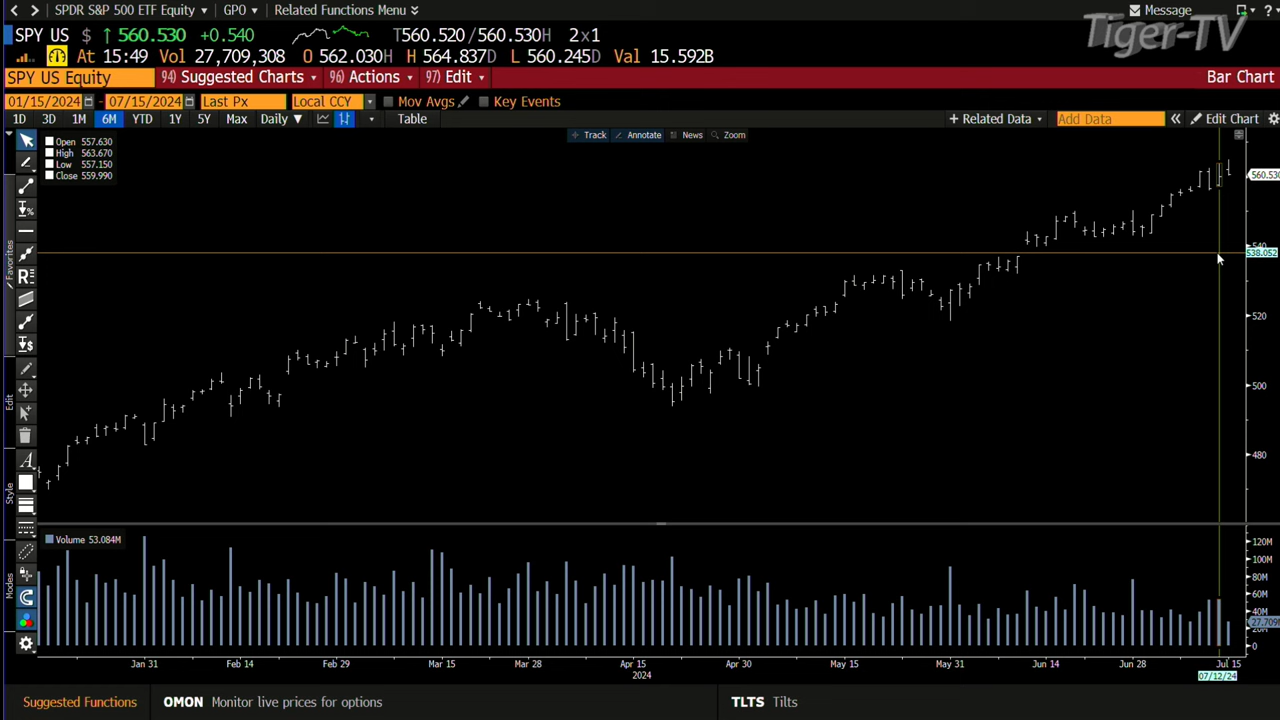 SPDR S&P 500 ETF Equity GPO Related Functions Menu Message
Tiger-TV
SPY US $ ↑ 560.530 +0.540 T560.520 /560.530H 2x1
At 15:49 Vol 27,709,308 O 562.030H H 564.837D L 560.245D Val 15.592B
SPY US Equity 94) Suggested Charts 96) Actions 97) Edit Bar Chart
01/15/2024 - 07/15/2024 Last Px Local CCY Mov Avgs Key Events
1D 3D 1M 6M YTD 1Y 5Y Max Daily ▼ Table + Related Data Add Data « Edit Chart
Track Annotate News Zoom
Open 557.630
High 563.670
Low 557.150
Close 559.990
560.530
540
538.052
520
500
480
Favorites
Edit
Style
Modes
Volume 53.084M
120M
100M
80M
60M
40M
27.709
20M
0
Jan 31 Feb 14 Feb 29 Mar 15 Mar 28 Apr 15 Apr 30 May 15 May 31 Jun 14 Jun 28 Jul 15
2024 07/12/24
Suggested Functions OMON Monitor live prices for options TLTS Tilts